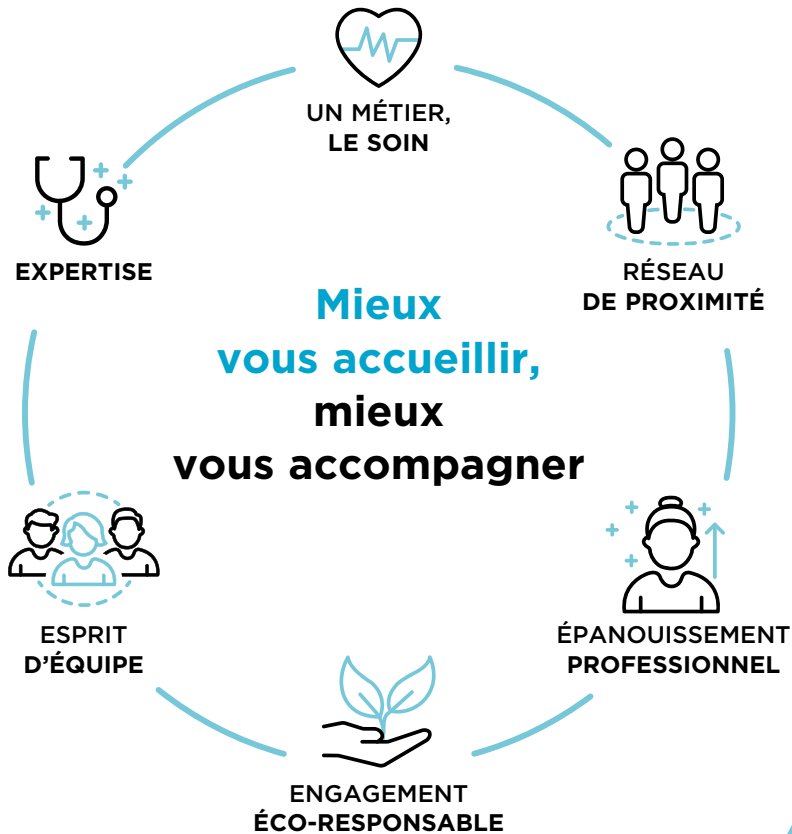 UN MÉTIER,
LE SOIN
RÉSEAU
DE PROXIMITÉ
EXPERTISE
Mieux
vous accueillir,
mieux
vous accompagner
ESPRIT
D’ÉQUIPE
ÉPANOUISSEMENT
PROFESSIONNEL
ENGAGEMENT
ÉCO-RESPONSABLE